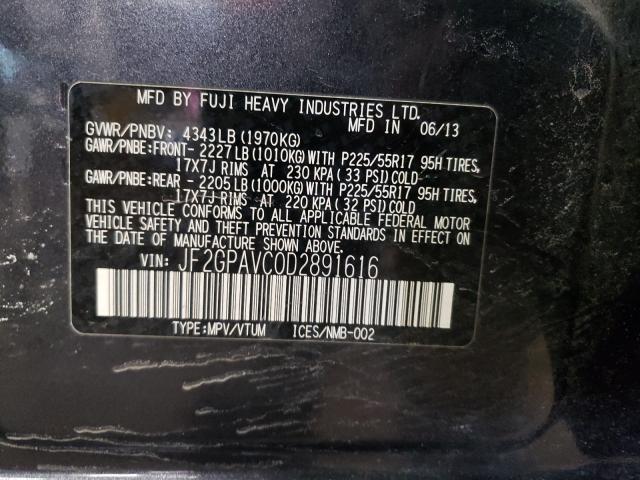 MFD BY FUJI HEAVY INDUSTRIES LTD.
MFD IN 06/13
GVWR/PNBV: 4343LB (1970KG)
GAWR/PNBE:FRONT- 2227LB (1010KG) WITH P225/55R17 95H TIRES,
17X7J RIMS AT 230 KPA (33 PSI) COLD
GAWR/PNBE:REAR - 2205LB (1000KG) WITH P225/55R17 95H TIRES,
17X7J RIMS AT 220 KPA (32 PSI) COLD
THIS VEHICLE CONFORMS TO ALL APPLICABLE FEDERAL MOTOR
VEHICLE SAFETY AND THEFT PREVENTION STANDARDS IN EFFECT ON
THE DATE OF MANUFACTURE SHOWN ABOVE.
VIN: JF2GPAVC0D2891616
TYPE:MPV/VTUM ICES/NMB-002